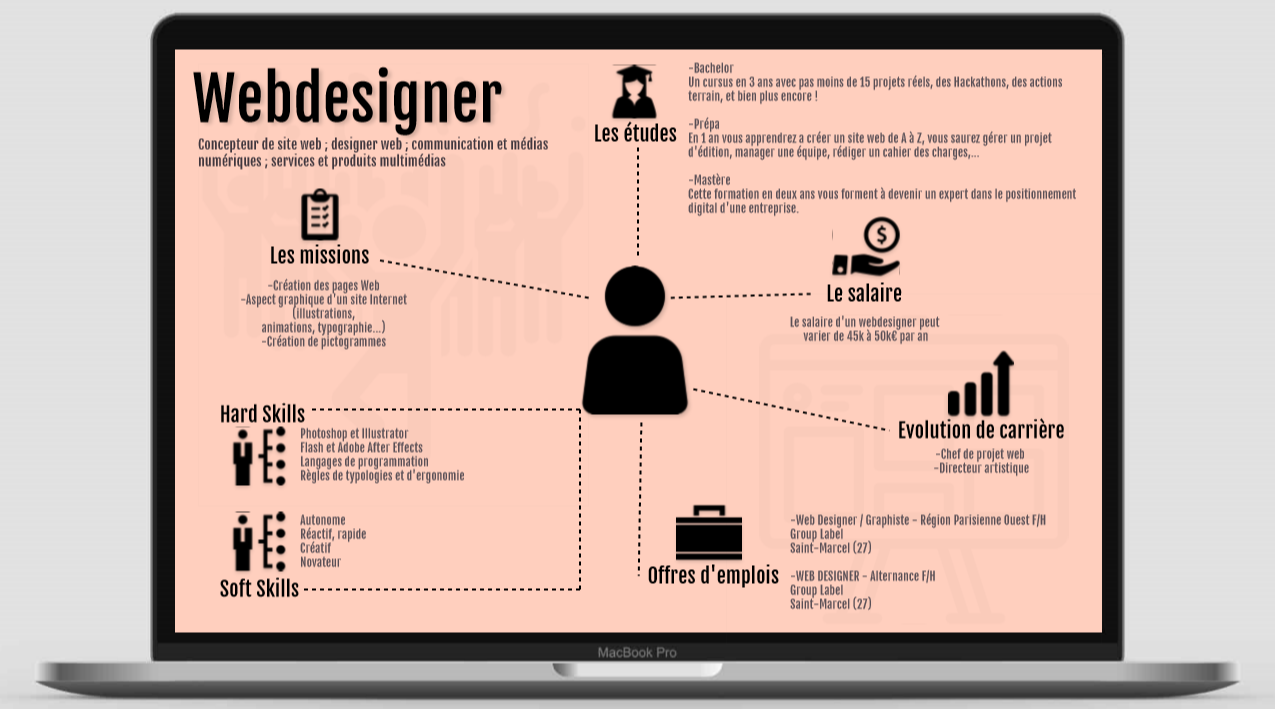 Webdesigner
Concepteur de site web ; designer web ; communication et médias
numériques ; services et produits multimédias
Les études
-Bachelor
Un cursus en 3 ans avec pas moins de 15 projets réels, des Hackathons, des actions
terrain, et bien plus encore !
-Prépa
En 1 an vous apprendrez a créer un site web de A à Z, vous saurez gérer un projet
d'édition, manager une équipe, rédiger un cahier des charges,...
-Mastère
Cette formation en deux ans vous forment à devenir un expert dans le positionnement
digital d'une entreprise.
Les missions
-Création des pages Web
-Aspect graphique d'un site Internet
(illustrations,
animations, typographie...)
-Création de pictogrammes
$
Le salaire
Le salaire d'un webdesigner peut
varier de 45k à 50k€ par an
Evolution de carrière
-Chef de projet web
-Directeur artistique
Hard Skills
Photoshop et Illustrator
Flash et Adobe After Effects
Langages de programmation
Règles de typologies et d'ergonomie
Autonome
Réactif, rapide
Créatif
Novateur
Soft Skills
Offres d'emplois
-Web Designer / Graphiste - Région Parisienne Ouest F/H
Group Label
Saint-Marcel (27)
-WEB DESIGNER - Alternance F/H
Group Label
Saint-Marcel (27)
MacBook Pro